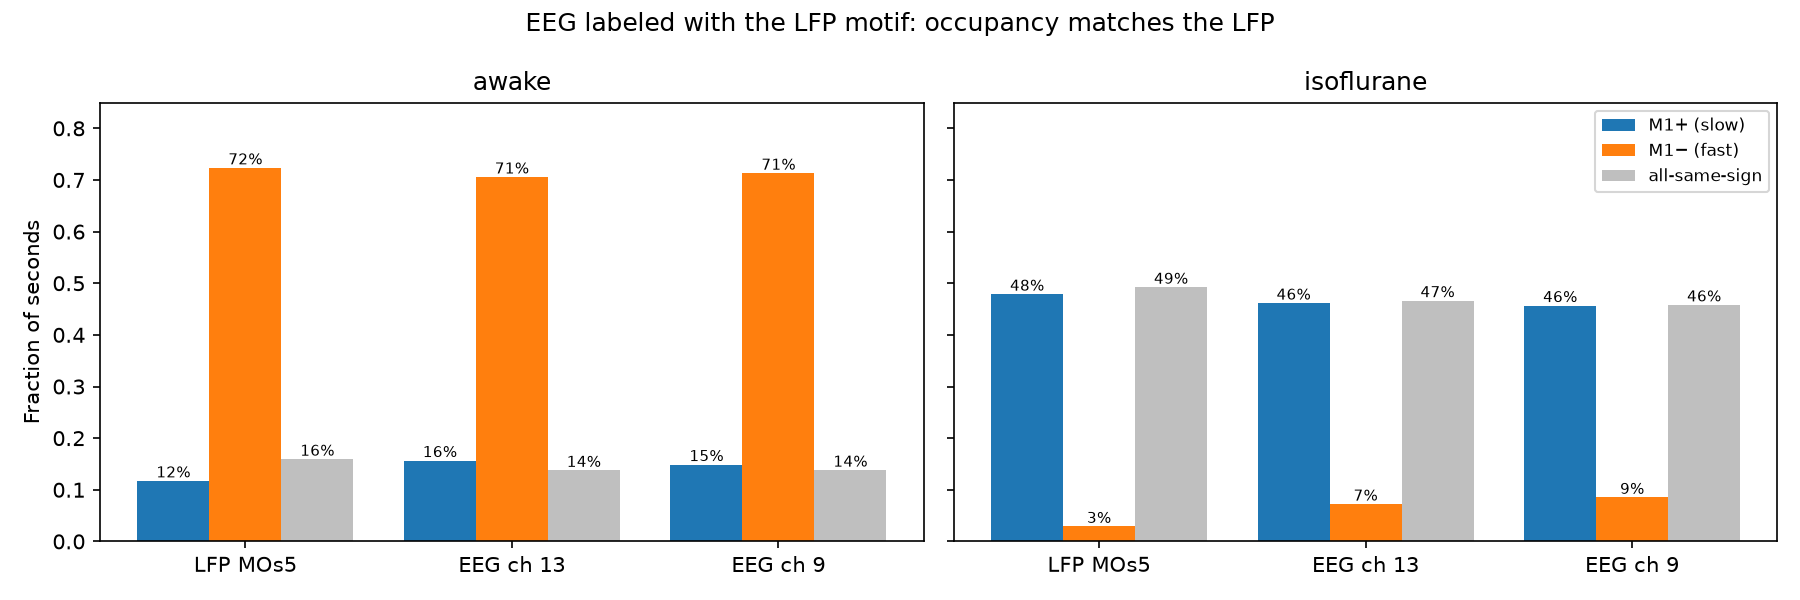 EEG labeled with the LFP motif: occupancy matches the LFP
awake
isoflurane
Fraction of seconds
0.8
0.7
0.6
0.5
0.4
0.3
0.2
0.1
0.0
12%
72%
16%
16%
71%
14%
15%
71%
14%
LFP MOs5
EEG ch 13
EEG ch 9
M1+ (slow)
M1− (fast)
all-same-sign
48%
3%
49%
46%
7%
47%
46%
9%
46%
LFP MOs5
EEG ch 13
EEG ch 9